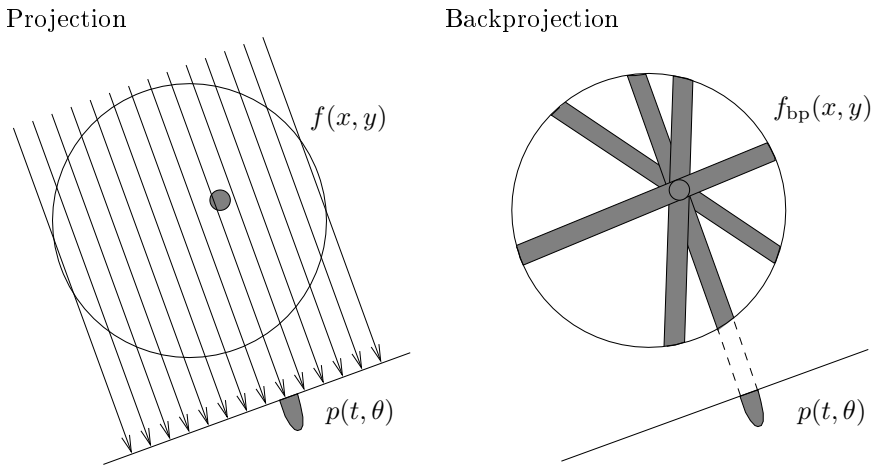 Projection
Backprojection
f(x, y)
f_bp(x, y)
p(t, θ)
p(t, θ)